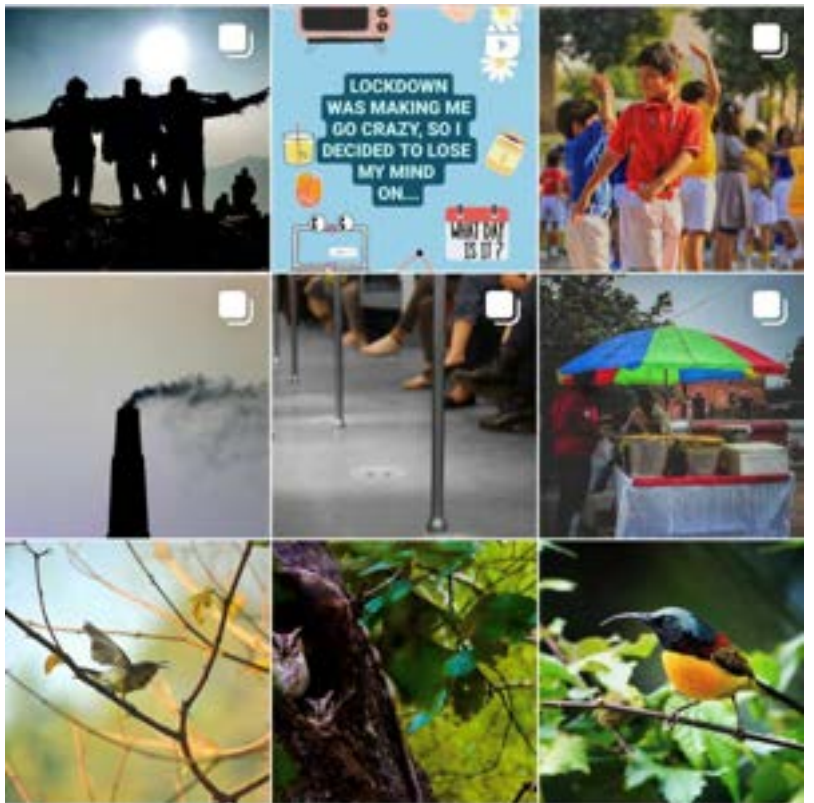 LOCKDOWN
WAS MAKING ME
GO CRAZY, SO I
DECIDED TO LOSE
MY MIND
ON....
WHAT DAY
IS IT?